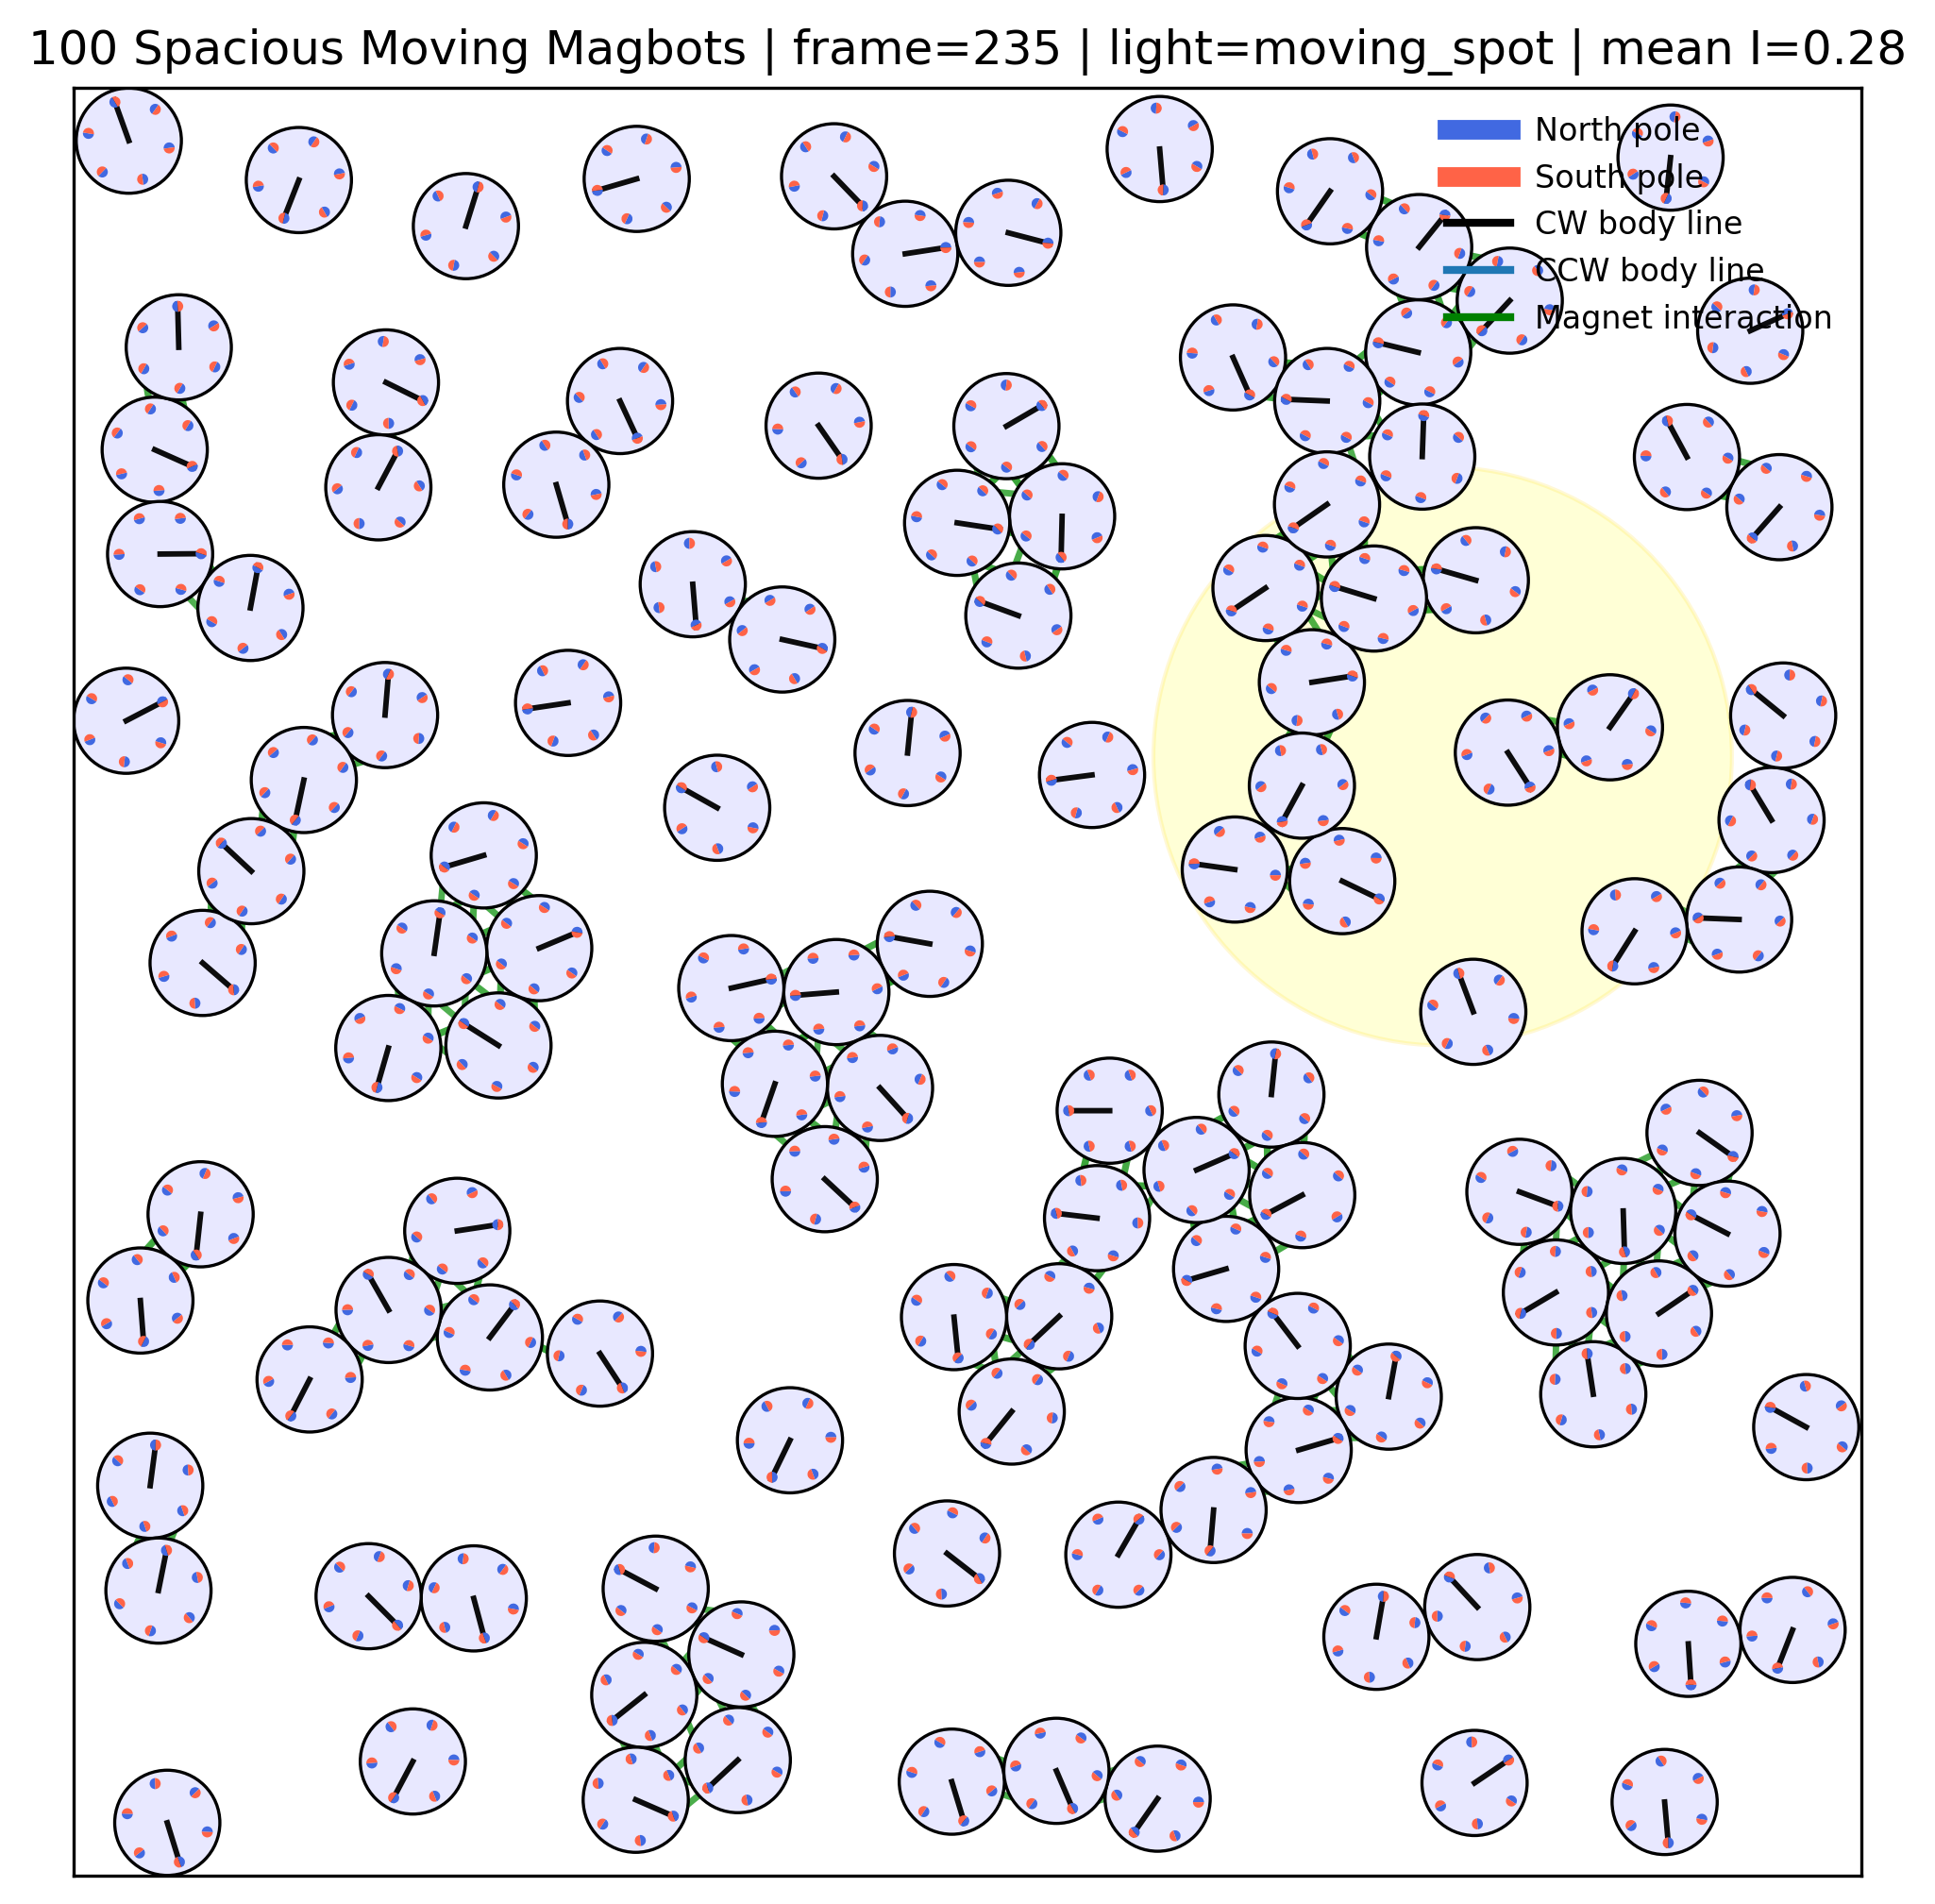 100 Spacious Moving Magbots | frame=235 | light=moving_spot | mean I=0.28
North pole
South pole
CW body line
CCW body line
Magnet interaction